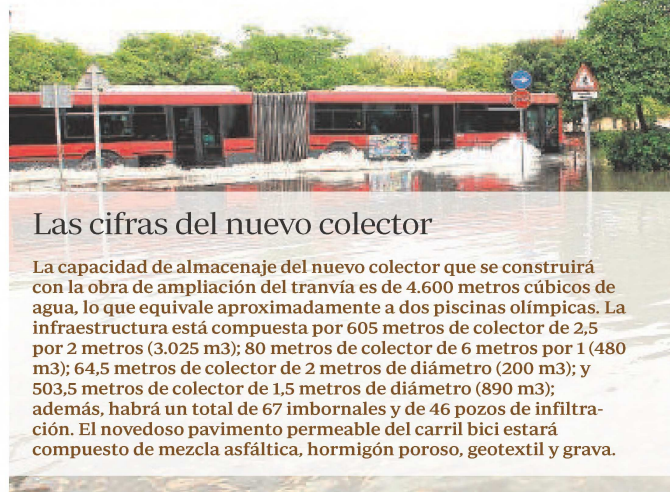 Las cifras del nuevo colector
La capacidad de almacenaje del nuevo colector que se construirá
con la obra de ampliación del tranvía es de 4.600 metros cúbicos de
agua, lo que equivale aproximadamente a dos piscinas olímpicas. La
infraestructura está compuesta por 605 metros de colector de 2,5
por 2 metros (3.025 m3); 80 metros de colector de 6 metros por 1 (480
m3); 64,5 metros de colector de 2 metros de diámetro (200 m3); y
503,5 metros de colector de 1,5 metros de diámetro (890 m3);
además, habrá un total de 67 imbornales y de 46 pozos de infiltra-
ción. El novedoso pavimento permeable del carril bici estará
compuesto de mezcla asfáltica, hormigón poroso, geotextil y grava.